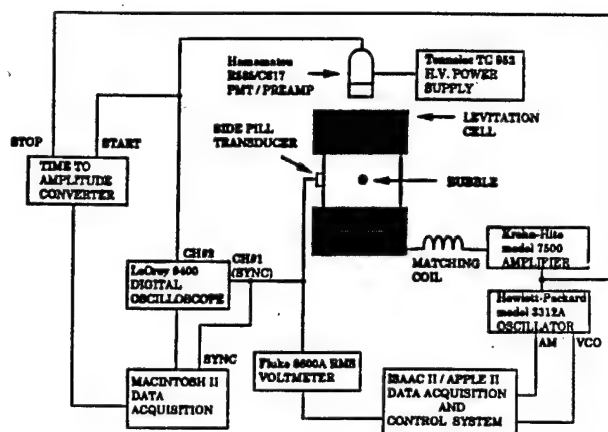 Hamamatsu
R585/C817
PMT / PREAMP
Tennelec TC 952
H.V. POWER
SUPPLY
SIDE PILL
TRANSDUCER
LEVITATION
CELL
STOP
START
TIME TO
AMPLITUDE
CONVERTER
BUBBLE
CH#2
CH#1
(SYNC)
LeCroy 9400
DIGITAL
OSCILLOSCOPE
MATCHING
COIL
Krohn-Hite
model 7500
AMPLIFIER
Hewlett-Packard
model 3312A
OSCILLATOR
AM
VCO
SYNC
Fluke 8600A RMS
VOLTMETER
MACINTOSH II
DATA
ACQUISITION
ISAAC II / APPLE II
DATA ACQUISITION
AND
CONTROL SYSTEM